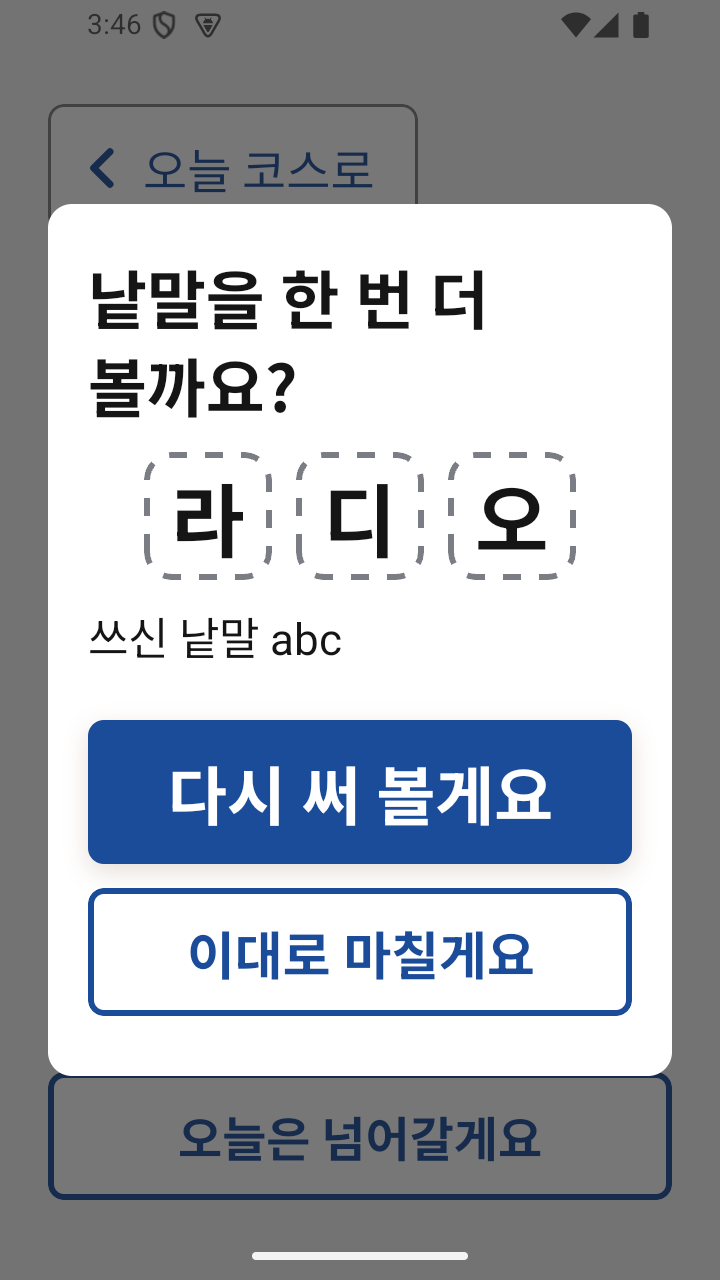 3:46
오늘 코스로
낱말을 한 번 더
볼까요?
라 디 오
쓰신 낱말 abc
다시 써 볼게요
이대로 마칠게요
오늘은 넘어갈게요